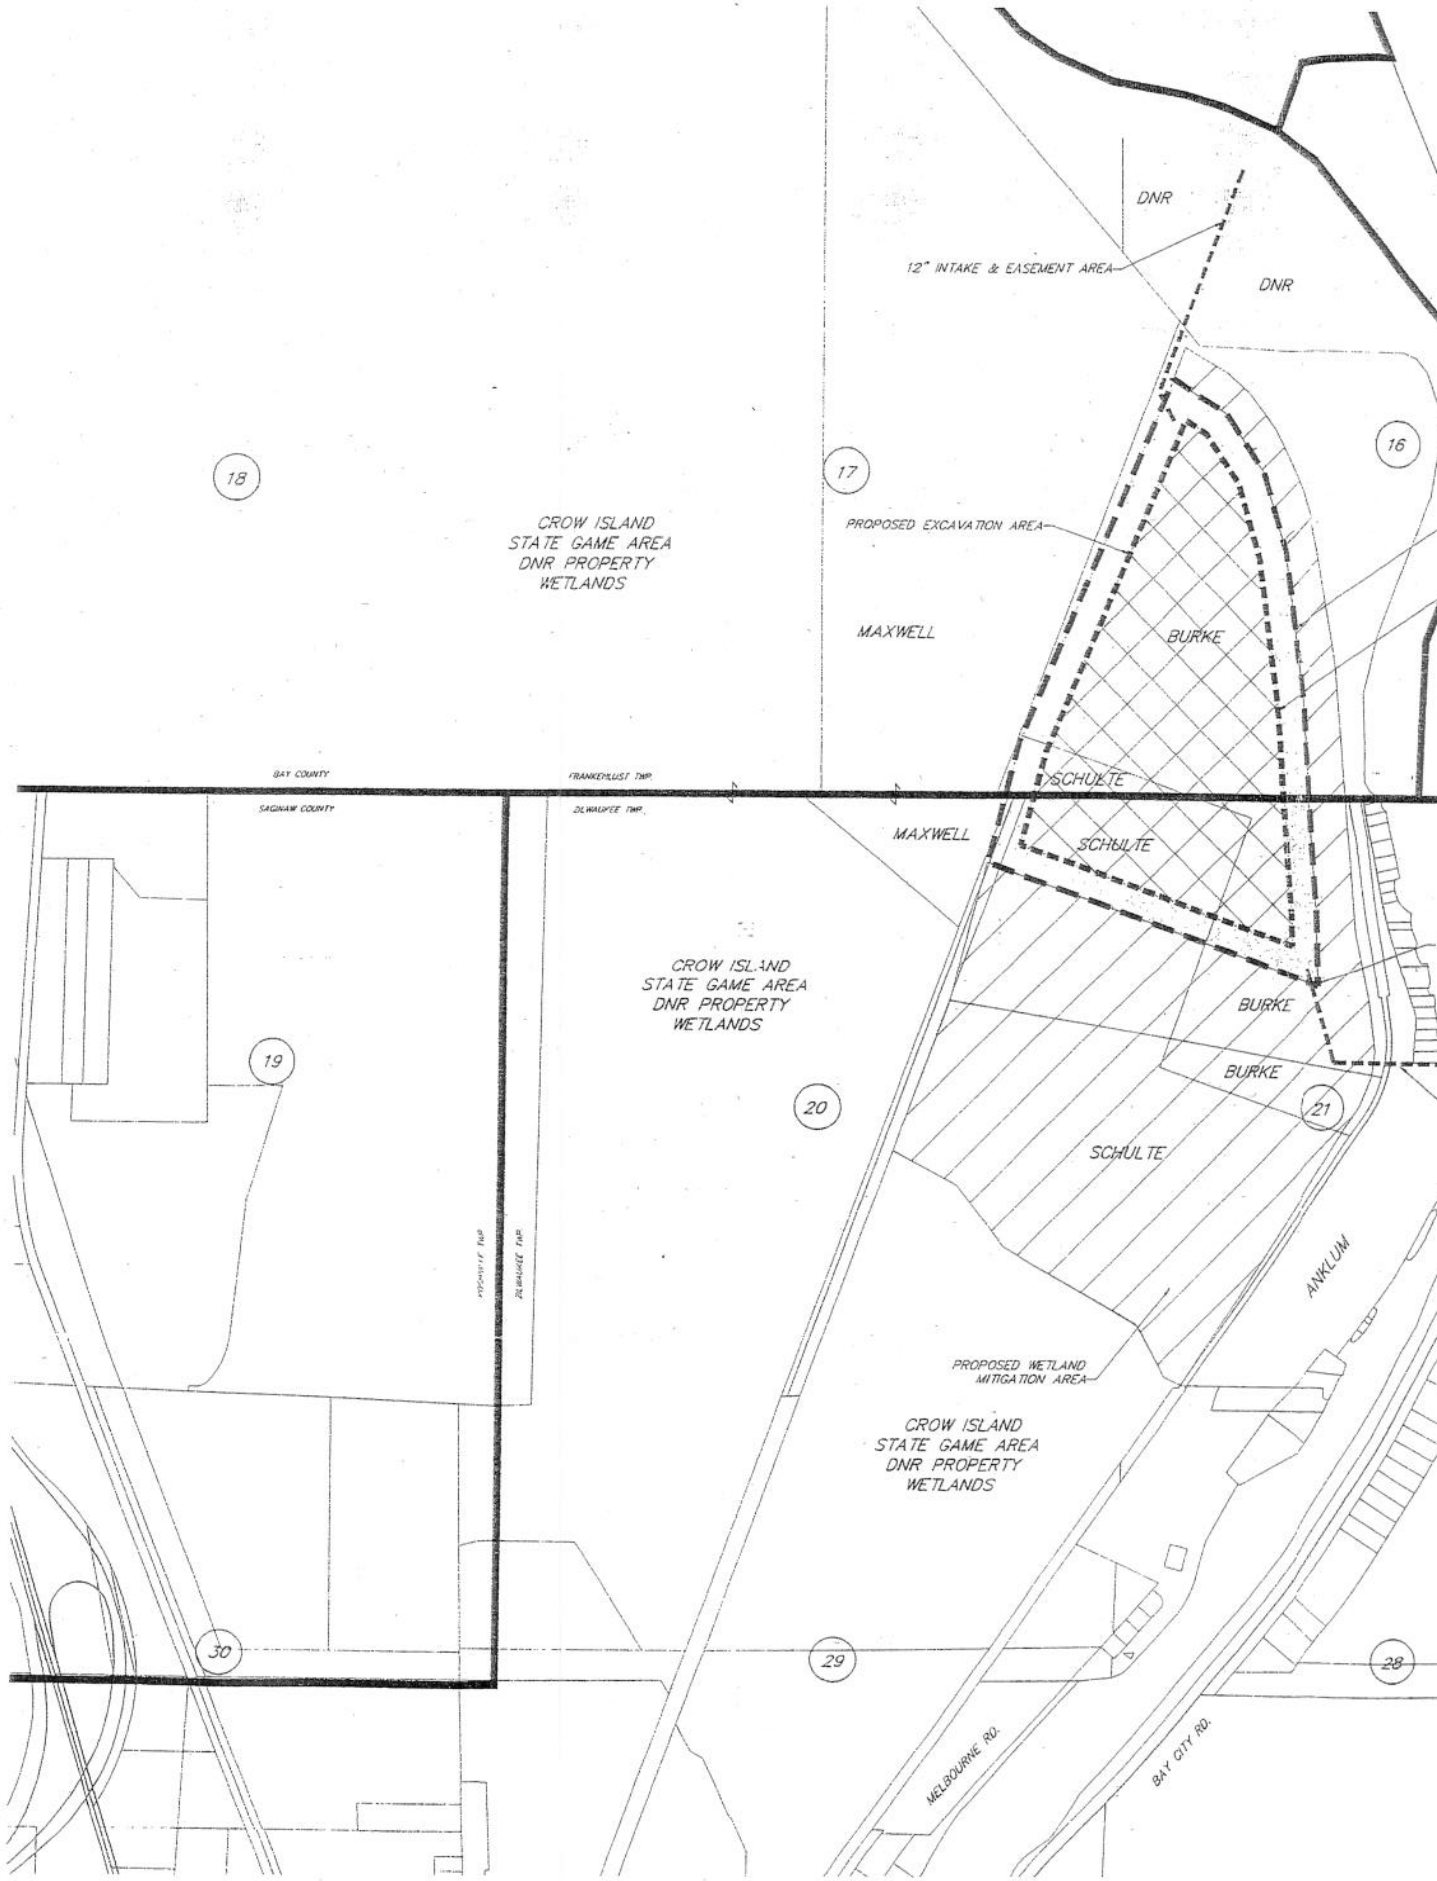 DNR
12" INTAKE & EASEMENT AREA
DNR
16
18
17
CROW ISLAND
STATE GAME AREA
DNR PROPERTY
WETLANDS
PROPOSED EXCAVATION AREA
MAXWELL
BURKE
BAY COUNTY
FRANKENLUST TWP.
SCHULTE
SAGINAW COUNTY
ZILWAUKEE TWP.
MAXWELL
SCHULTE
CROW ISLAND
STATE GAME AREA
DNR PROPERTY
WETLANDS
BURKE
19
BURKE
20
21
SCHULTE
ZILWAUKEE TWP.
ANKLUM
PROPOSED WETLAND
MITIGATION AREA
CROW ISLAND
STATE GAME AREA
DNR PROPERTY
WETLANDS
30
29
28
MELBOURNE RD.
BAY CITY RD.